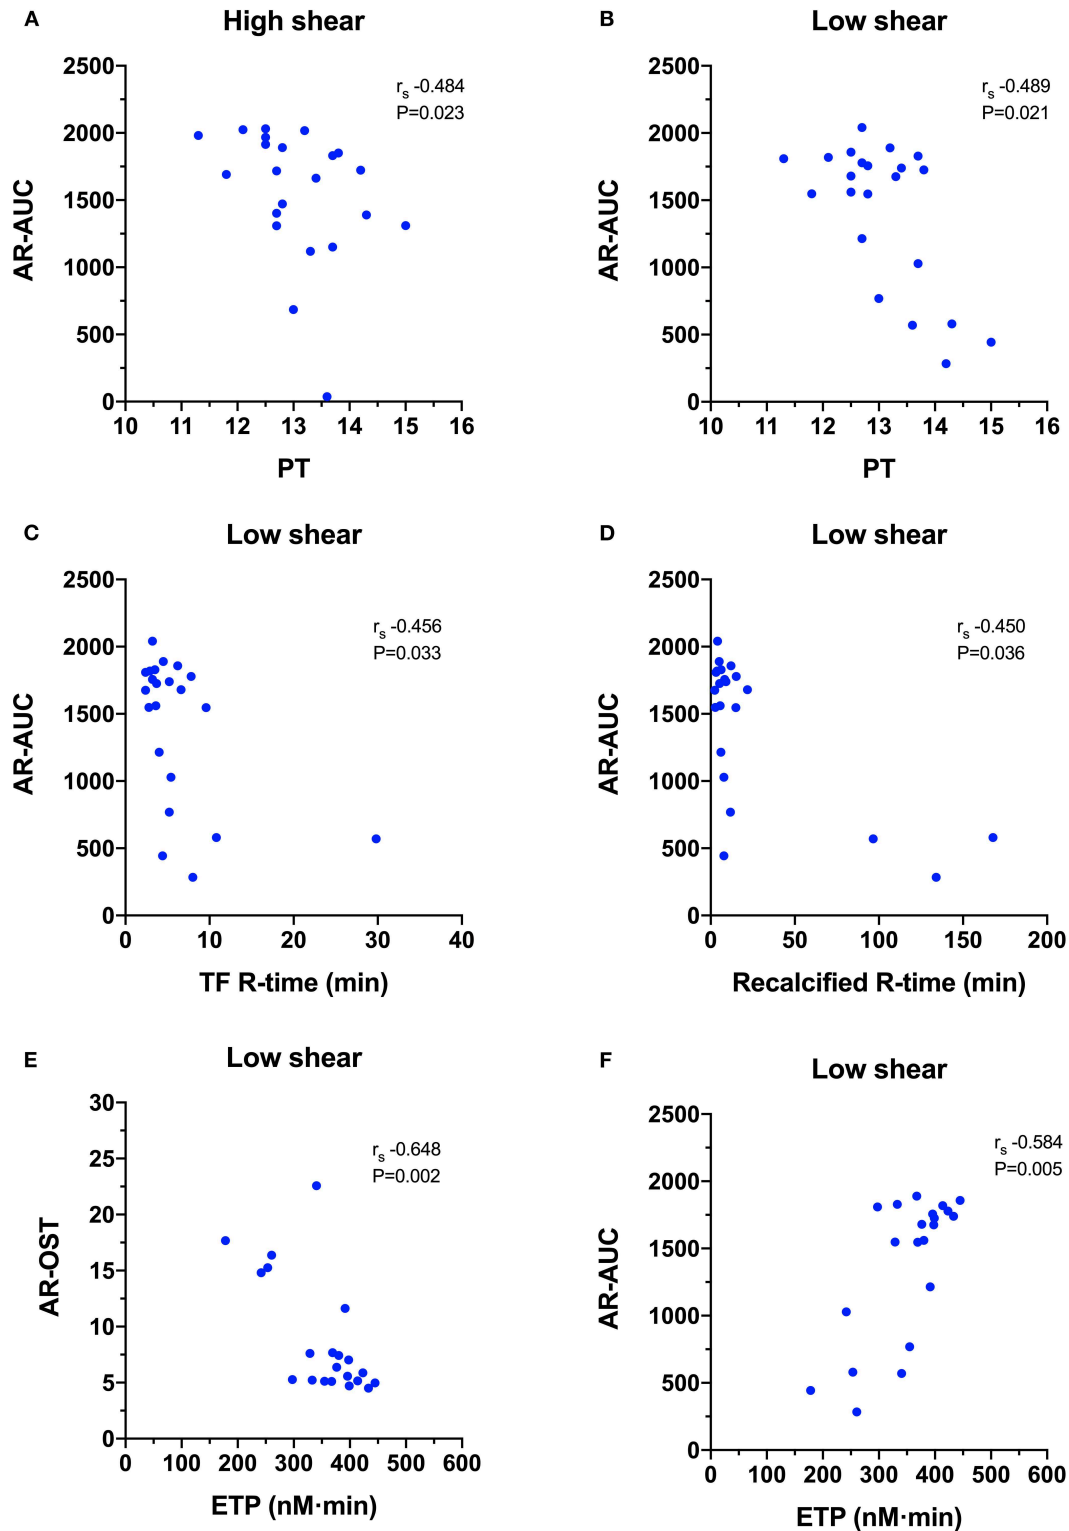 A
High shear
2500
2000
1500
1000
500
0
10 11 12 13 14 15 16
AR-AUC
PT
rs -0.484
P=0.023
B
Low shear
2500
2000
1500
1000
500
0
10 11 12 13 14 15 16
AR-AUC
PT
rs -0.489
P=0.021
C
Low shear
2500
2000
1500
1000
500
0
0 10 20 30 40
AR-AUC
TF R-time (min)
rs -0.456
P=0.033
D
Low shear
2500
2000
1500
1000
500
0
0 50 100 150 200
AR-AUC
Recalcified R-time (min)
rs -0.450
P=0.036
E
Low shear
30
25
20
15
10
5
0
0 100 200 300 400 500 600
AR-OST
ETP (nM·min)
rs -0.648
P=0.002
F
Low shear
2500
2000
1500
1000
500
0
0 100 200 300 400 500 600
AR-AUC
ETP (nM·min)
rs -0.584
P=0.005